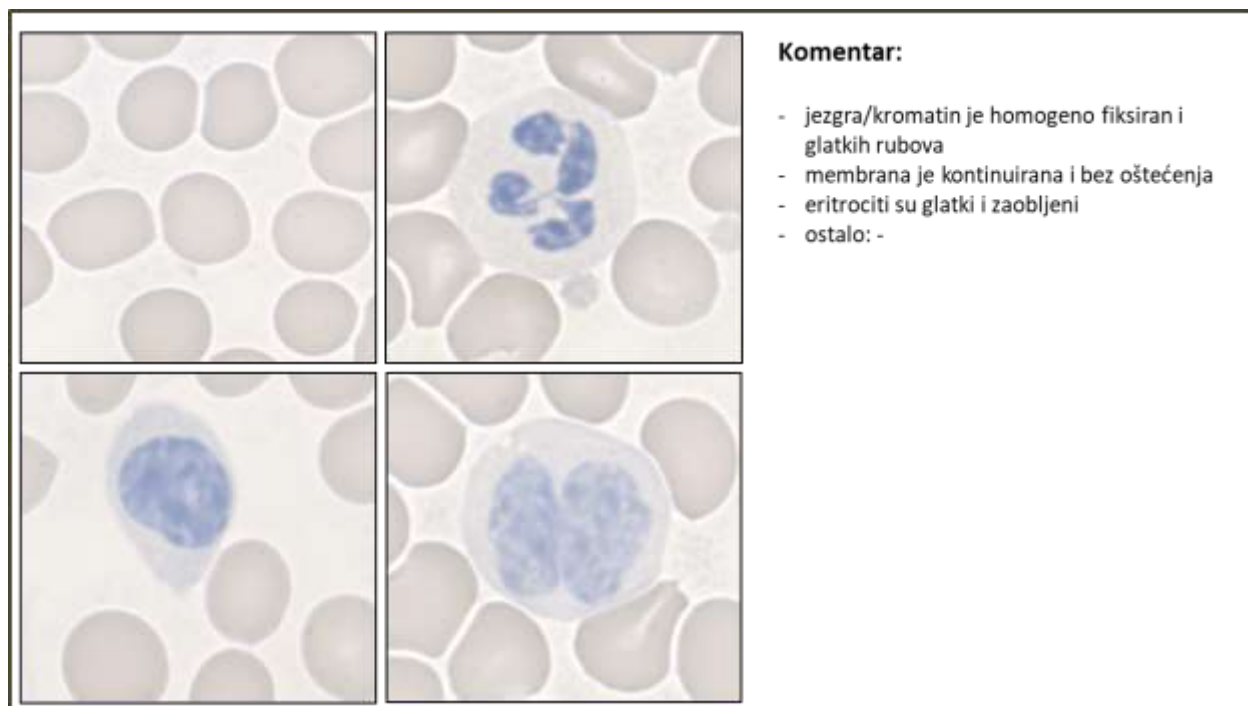 Komentar:
- jezgra/kromatin je homogeno fiksiran i
glatkih rubova
- membrana je kontinuirana i bez oštećenja
- eritrociti su glatki i zaobljeni
- ostalo: -